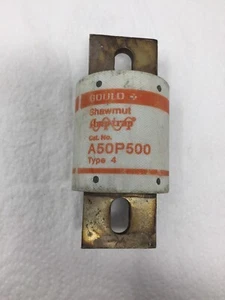 GOULD
Shawmut
Amp-trap
Cat. No.
A50P500
Type 4